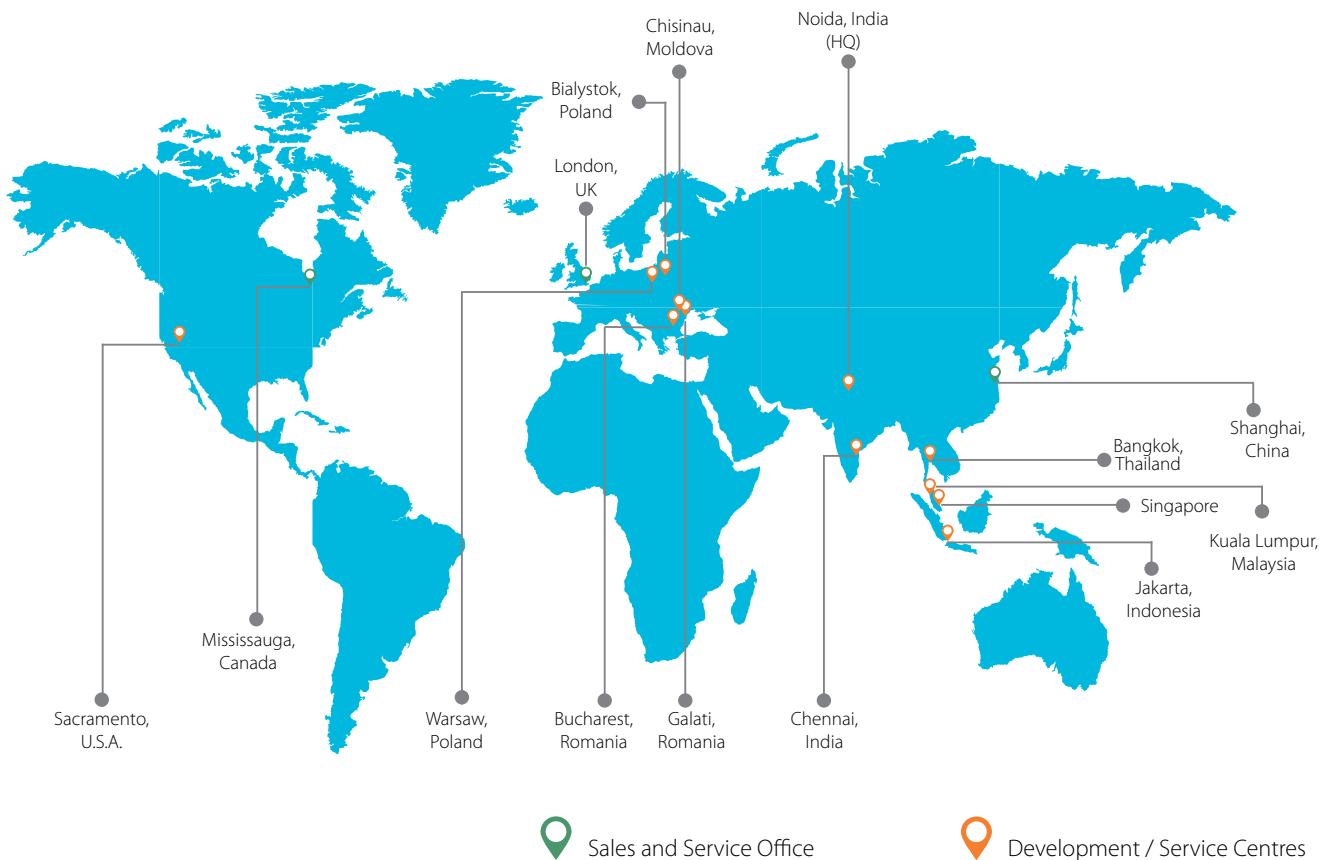 Noida, India
(HQ)
Chisinau,
Moldova
Bialystok,
Poland
London,
UK
Shanghai,
China
Bangkok,
Thailand
Singapore
Kuala Lumpur,
Malaysia
Jakarta,
Indonesia
Mississauga,
Canada
Sacramento,
U.S.A.
Warsaw,
Poland
Bucharest,
Romania
Galati,
Romania
Chennai,
India
Sales and Service Office
Development / Service Centres